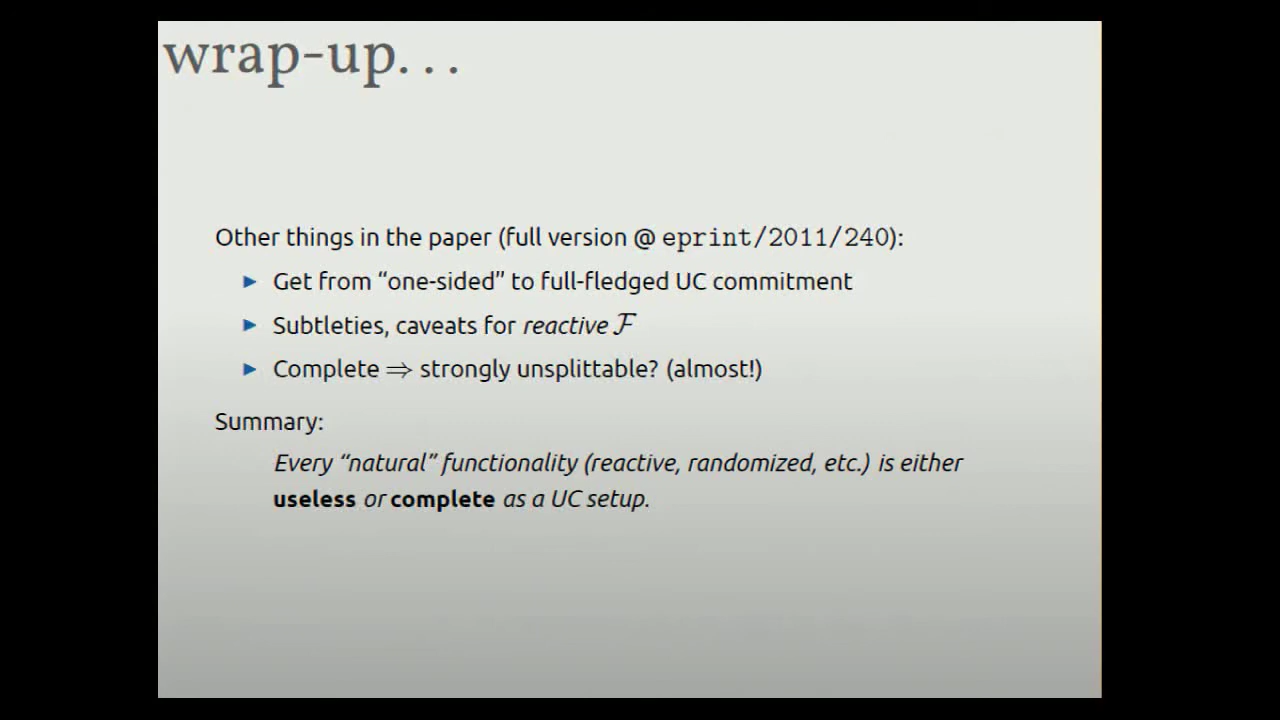 wrap-up...
Other things in the paper (full version @ eprint/2011/240):
▶ Get from “one-sided” to full-fledged UC commitment
▶ Subtleties, caveats for reactive ℱ
▶ Complete ⇒ strongly unsplittable? (almost!)
Summary:
Every “natural” functionality (reactive, randomized, etc.) is either
useless or complete as a UC setup.